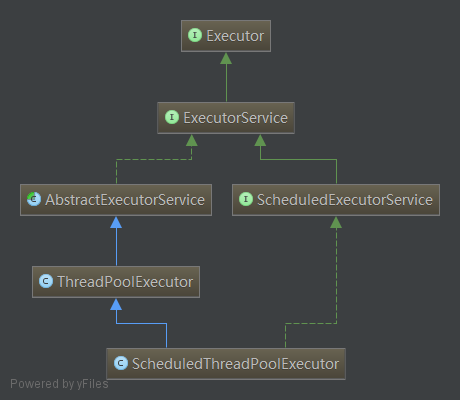 I Executor
I ExecutorService
C AbstractExecutorService
I ScheduledExecutorService
C ThreadPoolExecutor
C ScheduledThreadPoolExecutor
Powered by yFiles